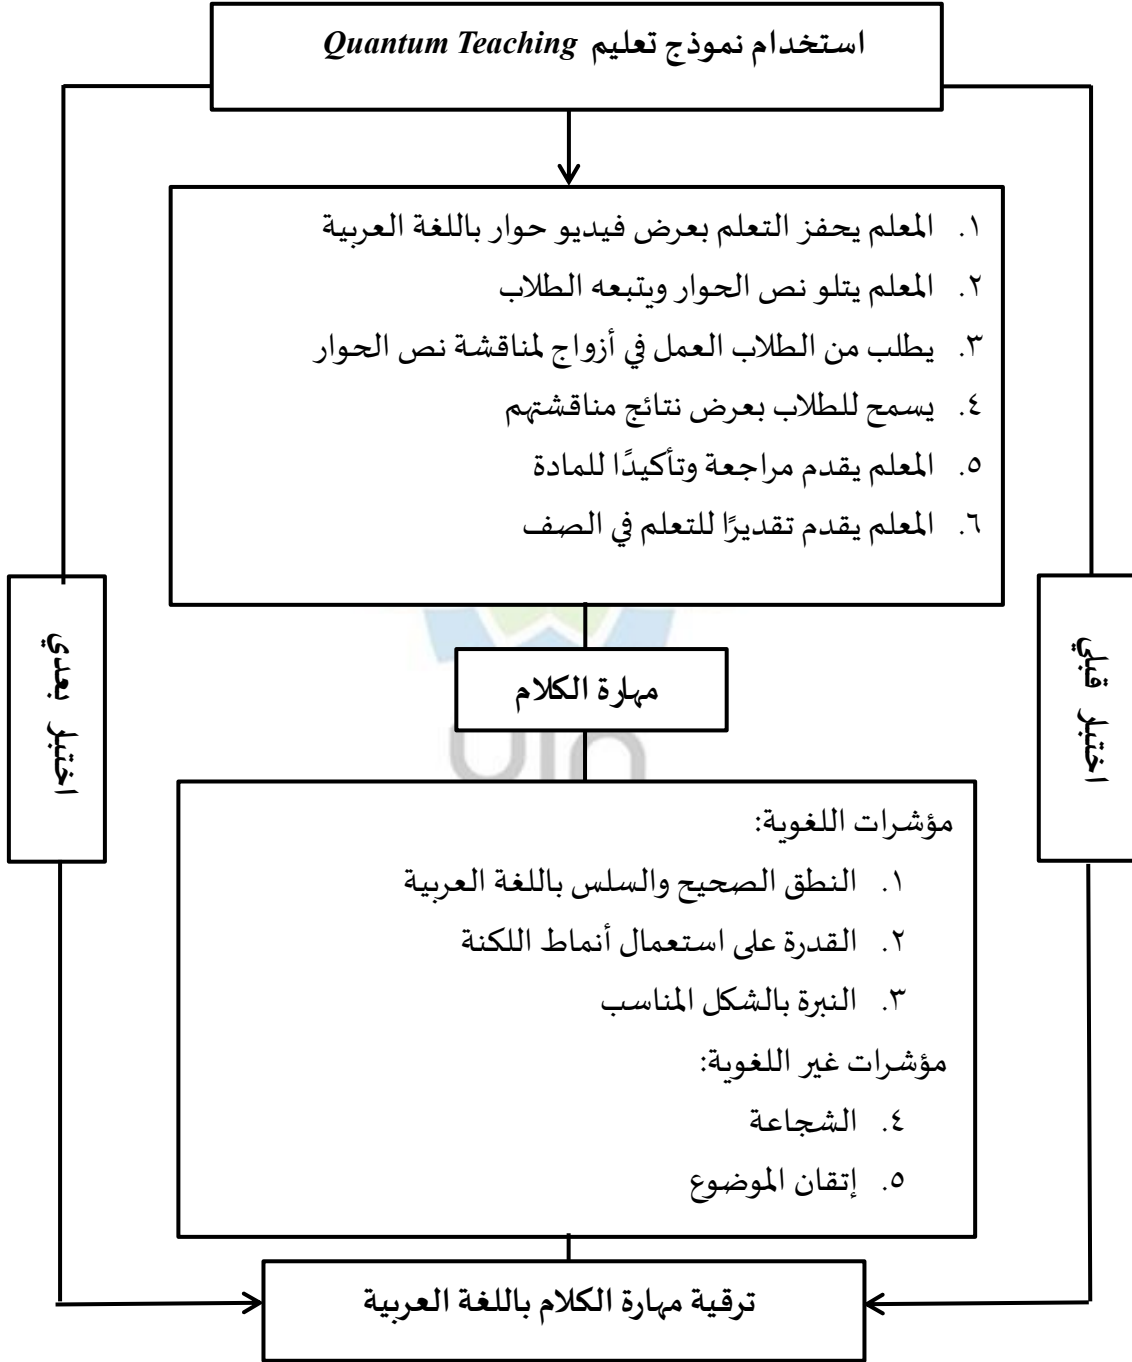 استخدام نموذج تعليم Quantum Teaching
١. المعلم يحفز التعلم بعرض فيديو حوار باللغة العربية
٢. المعلم يتلو نص الحوار ويتبعه الطلاب
٣. يطلب من الطلاب العمل في أزواج لمناقشة نص الحوار
٤. يسمح للطلاب بعرض نتائج مناقشتهم
٥. المعلم يقدم مراجعة وتأكيدًا للمادة
٦. المعلم يقدم تقديرًا للتعلم في الصف
اختبار قبلي
اختبار بعدي
مهارة الكلام
uin
مؤشرات اللغوية:
١. النطق الصحيح والسلس باللغة العربية
٢. القدرة على استعمال أنماط اللكنة
٣. النبرة بالشكل المناسب
مؤشرات غير اللغوية:
٤. الشجاعة
٥. إتقان الموضوع
ترقية مهارة الكلام باللغة العربية